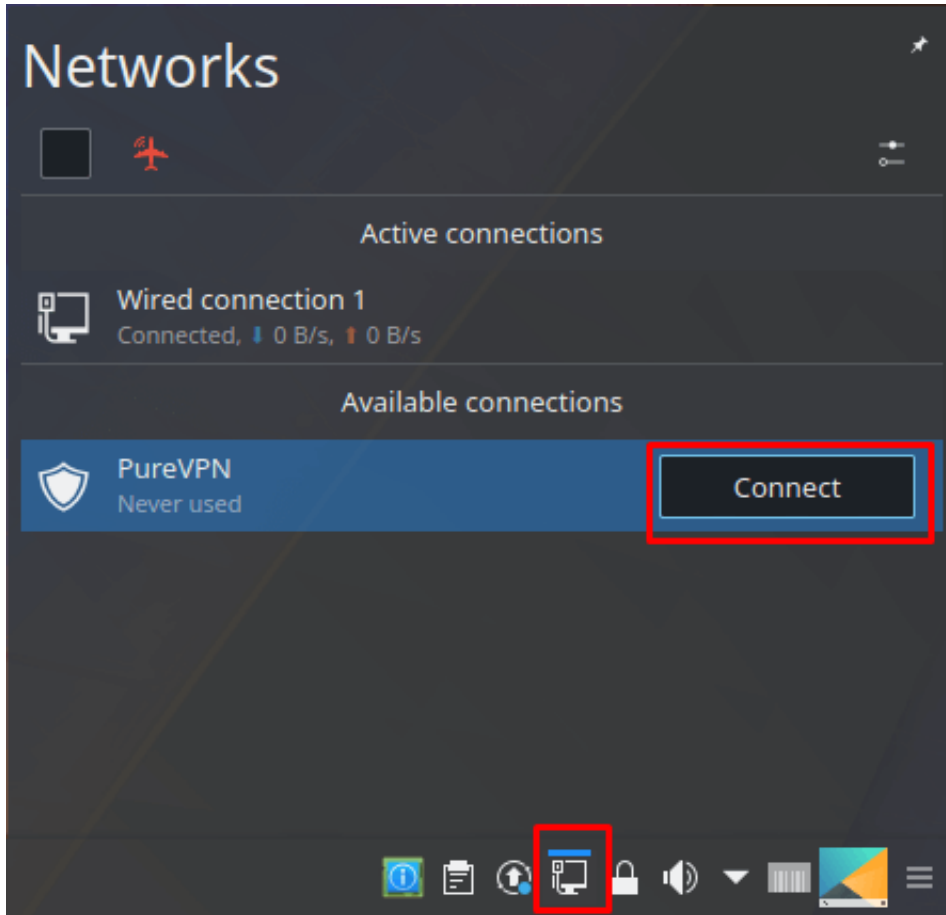 Networks
Active connections
Wired connection 1
Connected, ⬇ 0 B/s, ⬆ 0 B/s
Available connections
PureVPN
Never used
Connect